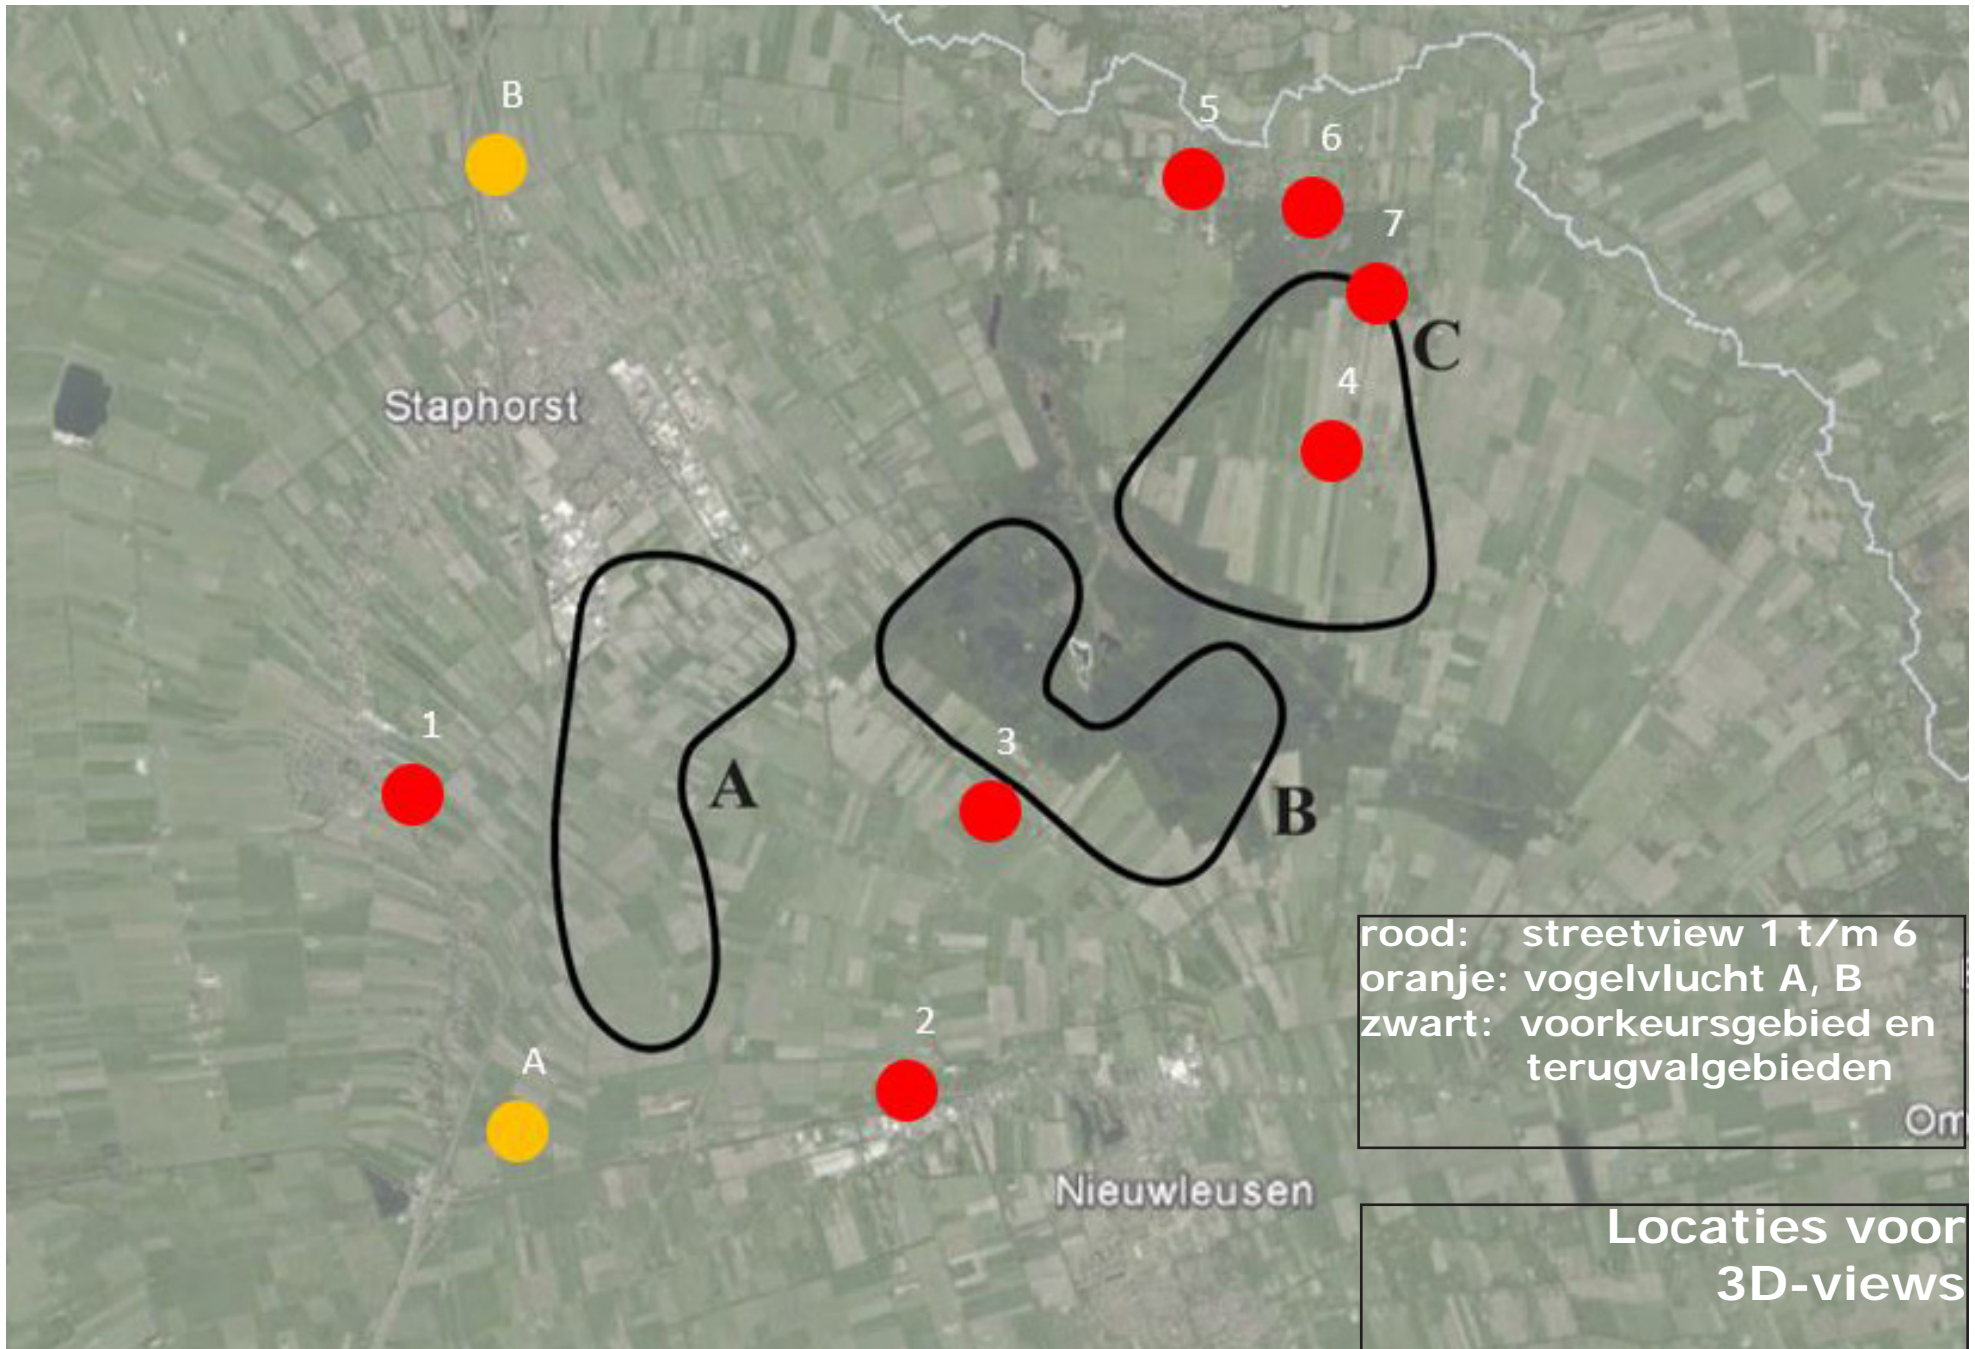 B
5
6
7
C
4
Staphorst
1
3
A
B
rood: streetview 1 t/m 6
oranje: vogelvlucht A, B
zwart: voorkeursgebied en
terugvalgebieden
2
A
Om
Nieuwleusen
Locaties voor
3D-views